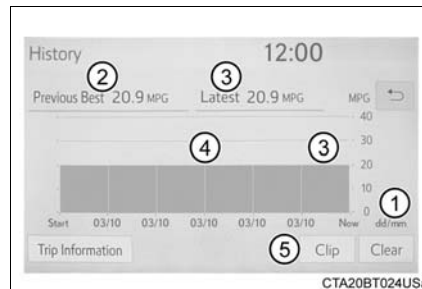 History 12:00
② ③
Previous Best 20.9 MPG Latest 20.9 MPG MPG
40
④ 30
③ 20
① 10
0
Start 03/10 03/10 03/10 03/10 03/10 Now dd/mm
Trip Information ⑤ Clip Clear
CTA20BT024US